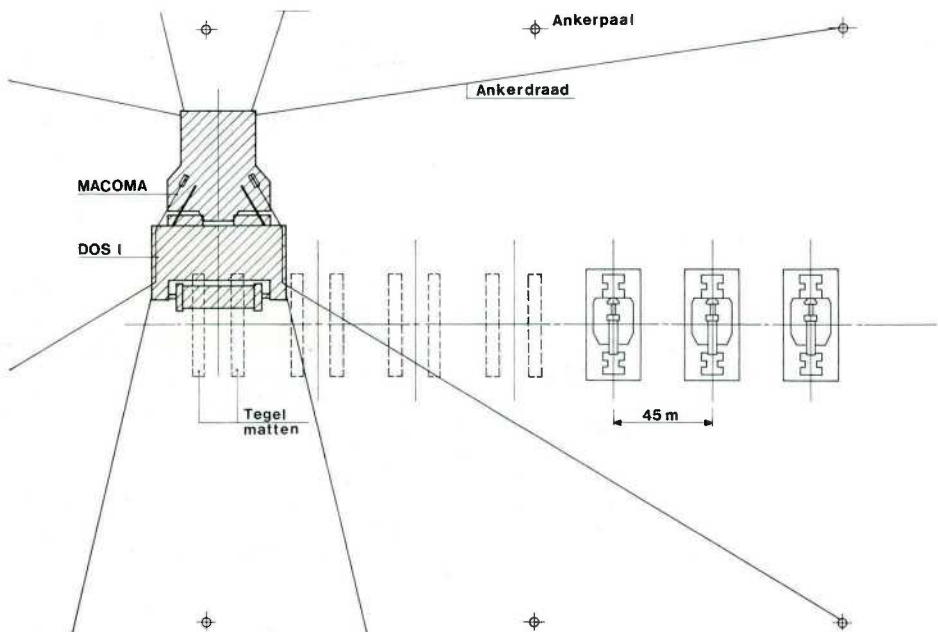 Ankerpaal
Ankerdraad
MACOMA
DOS I
Tegel
matten
45 m